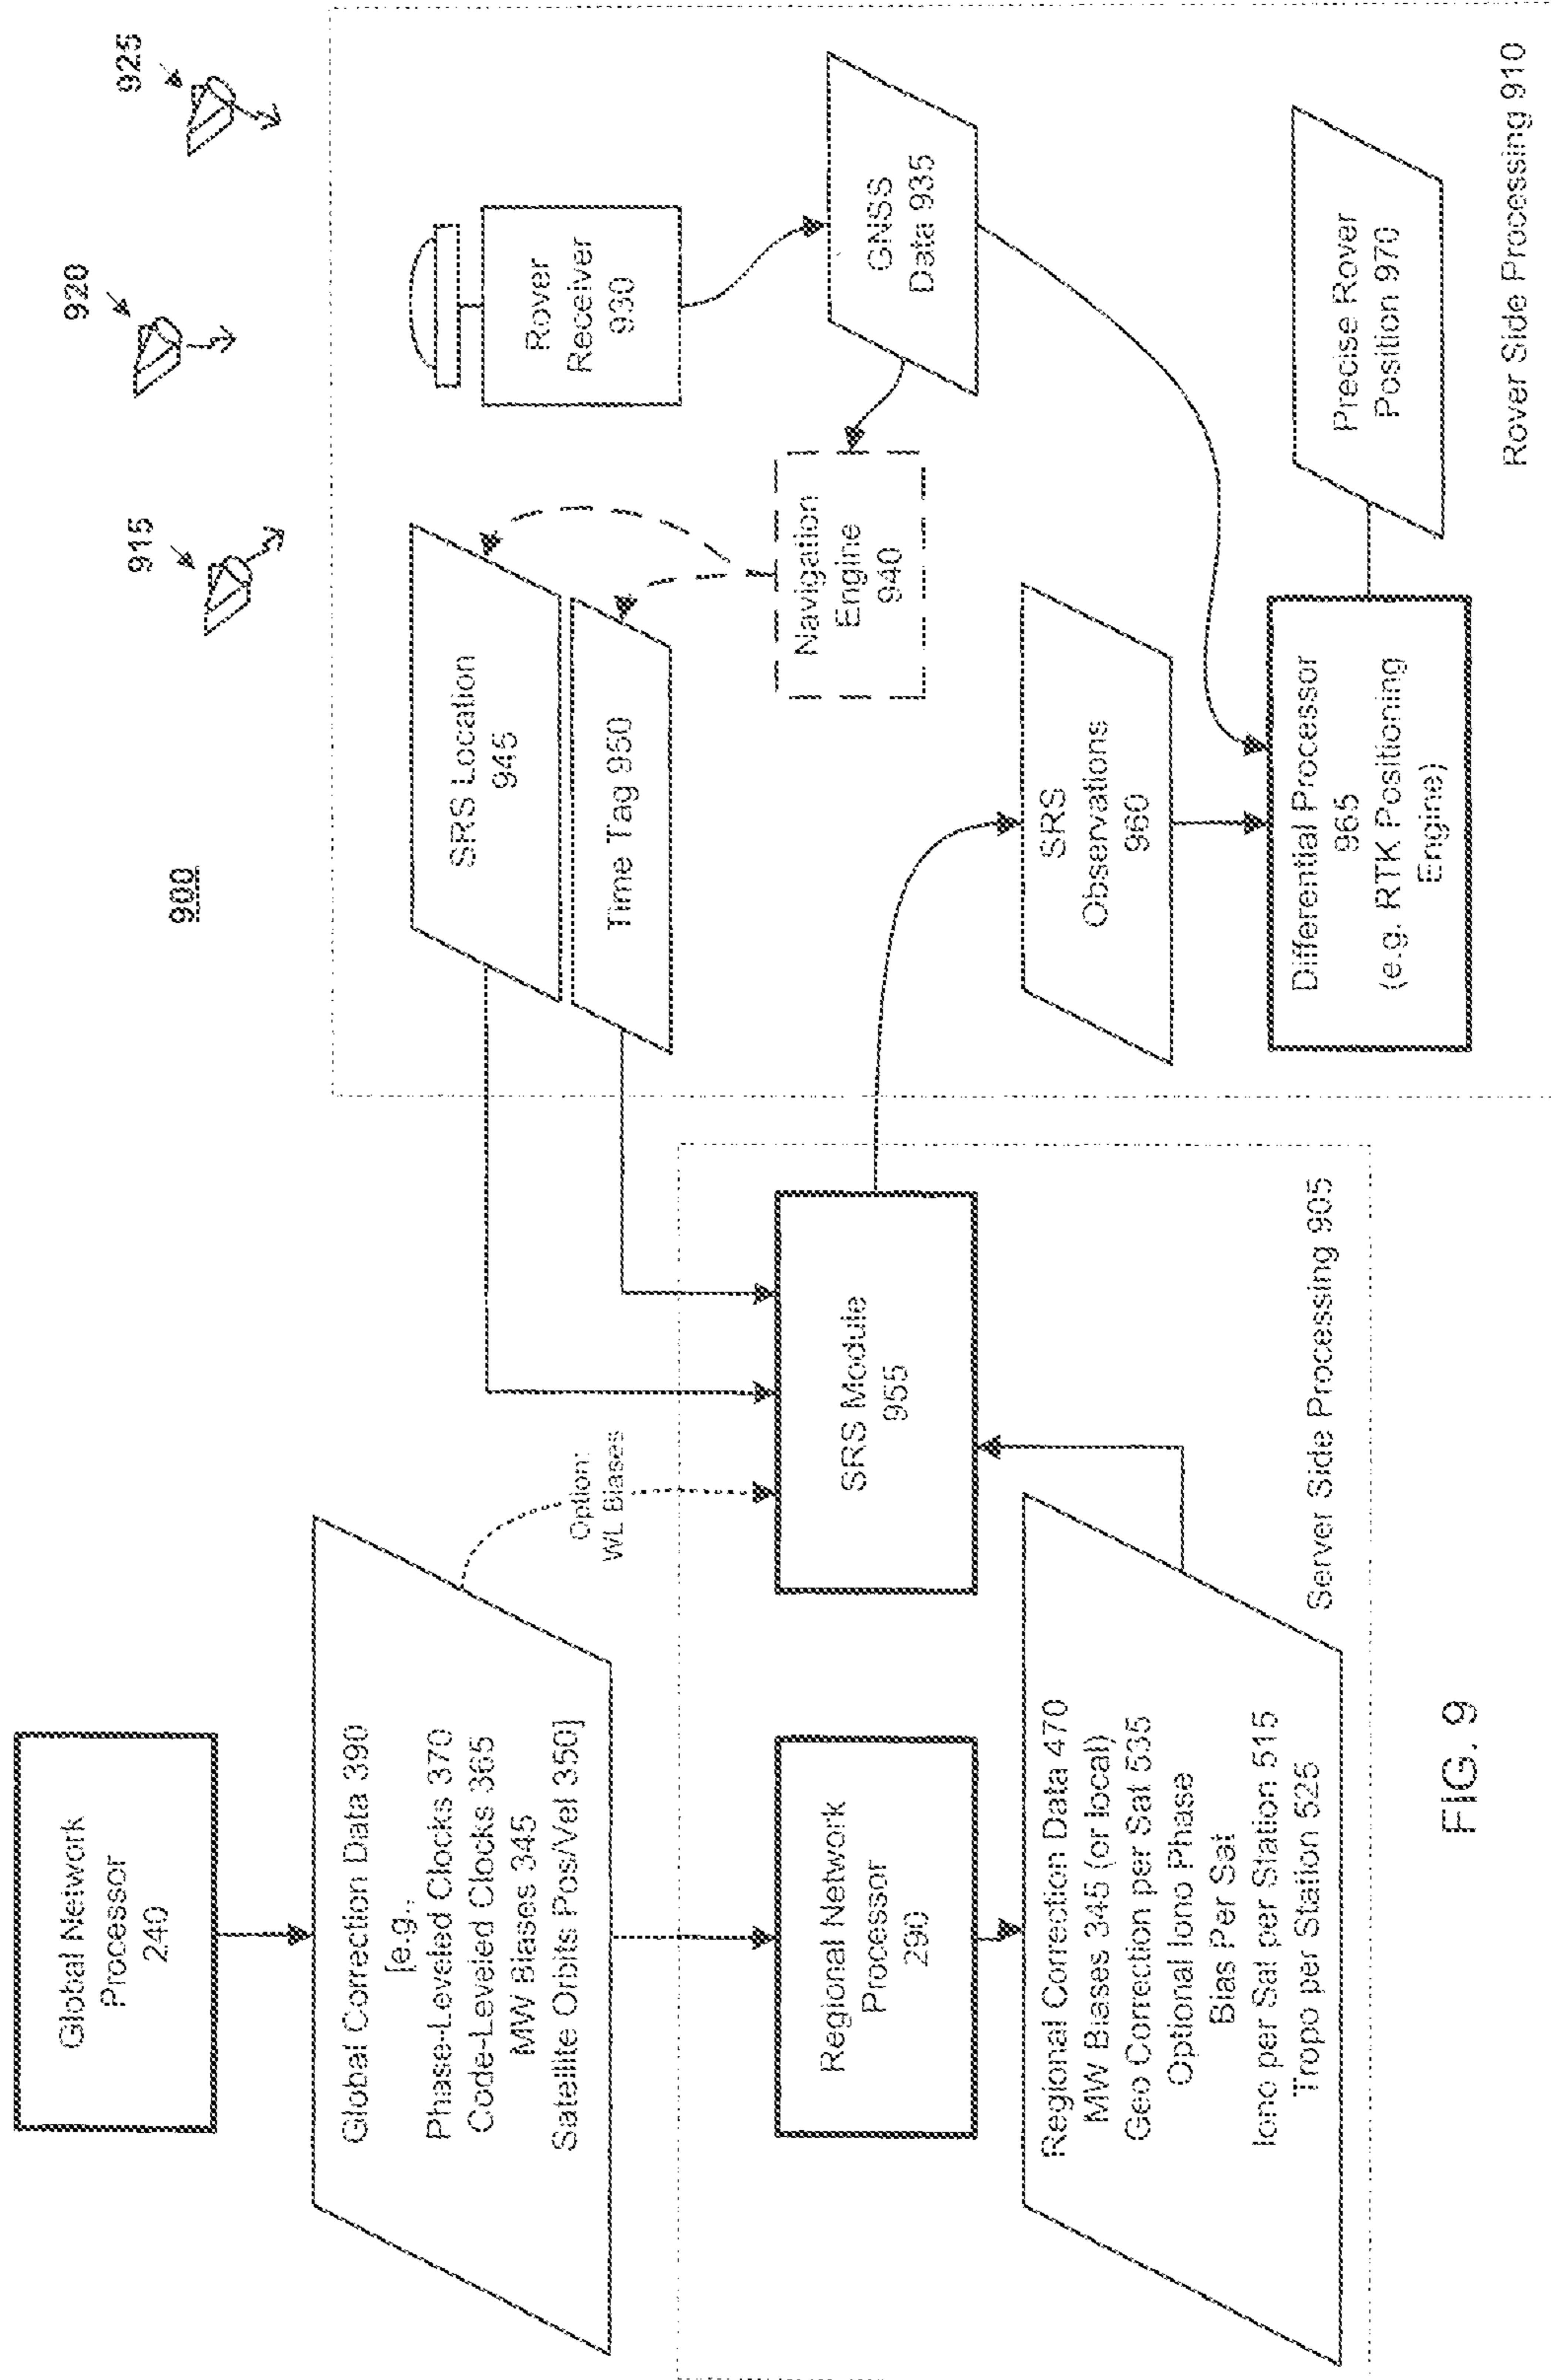 900
915
920
925
Global Network
Processor
240
Global Correction Data 390
[e.g.,
Phase-Leveled Clocks 370
Code-Leveled Clocks 365
MW Biases 345
Satellite Orbits Pos/Vel 350]
Option:
WL Biases
Regional Network
Processor
290
Regional Correction Data 470
MW Biases 345 (or local)
Geo Correction per Sat 535
Optional Iono Phase
Bias Per Sat
Iono per Sat per Station 515
Tropo per Station 525
SRS Module
955
Server Side Processing 905
SRS Location
945
Time Tag 950
Rover
Receiver
930
GNSS
Data 935
Navigation
Engine
940
SRS
Observations
960
Differential Processor
965
(e.g. RTK Positioning
Engine)
Precise Rover
Position 970
Rover Side Processing 910
FIG. 9